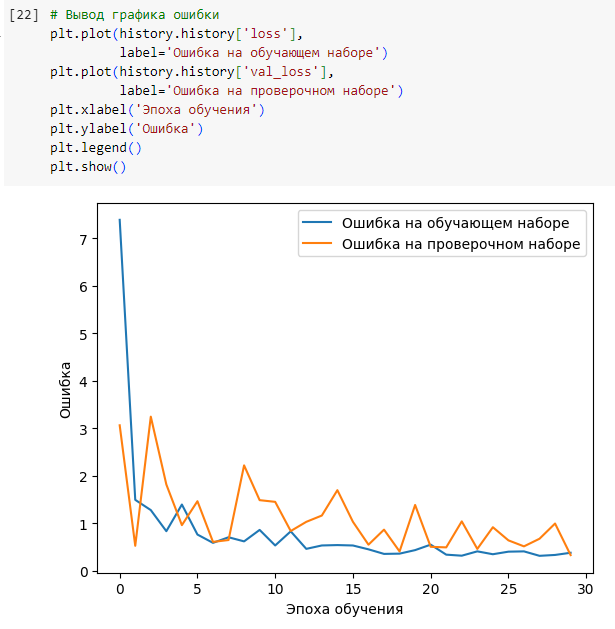 [22] # Вывод графика ошибки
plt.plot(history.history['loss'],
label='Ошибка на обучающем наборе')
plt.plot(history.history['val_loss'],
label='Ошибка на проверочном наборе')
plt.xlabel('Эпоха обучения')
plt.ylabel('Ошибка')
plt.legend()
plt.show()
Ошибка на обучающем наборе
Ошибка на проверочном наборе
7
6
5
4
3
2
1
0
Ошибка
0 5 10 15 20 25 30
Эпоха обучения